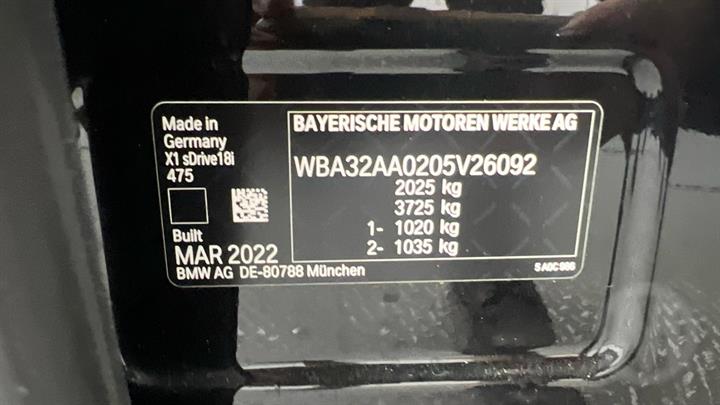 Made in
Germany
X1 sDrive18i
475
Built
MAR 2022
BMW AG DE-80788 München
BAYERISCHE MOTOREN WERKE AG
WBA32AA0205V26092
2025 kg
3725 kg
1- 1020 kg
2- 1035 kg